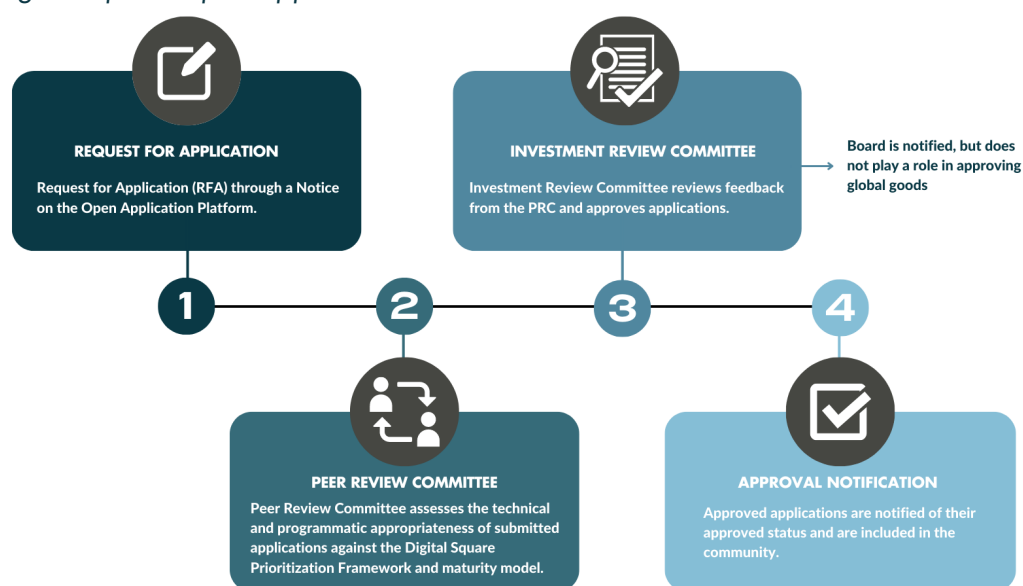 REQUEST FOR APPLICATION
Request for Application (RFA) through a Notice
on the Open Application Platform.
INVESTMENT REVIEW COMMITTEE
Investment Review Committee reviews feedback
from the PRC and approves applications.
Board is notified, but does
not play a role in approving
global goods
1
2
3
4
PEER REVIEW COMMITTEE
Peer Review Committee assesses the technical
and programmatic appropriateness of submitted
applications against the Digital Square
Prioritization Framework and maturity model.
APPROVAL NOTIFICATION
Approved applications are notified of their
approved status and are included in the
community.